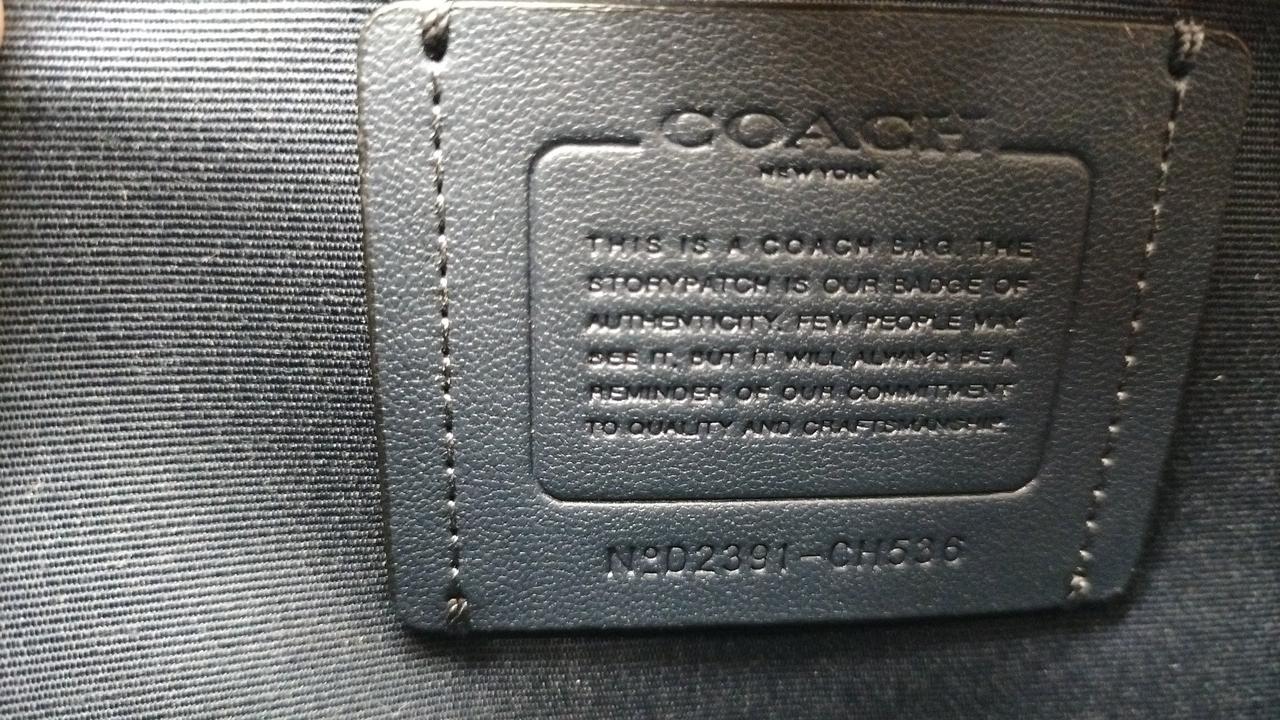 COACH
NEW YORK
THIS IS A COACH BAG. THE
STORYPATCH IS OUR BADGE OF
AUTHENTICITY. FEW PEOPLE MAY
SEE IT, BUT IT WILL ALWAYS BE A
REMINDER OF OUR COMMITMENT
TO QUALITY AND CRAFTSMANSHIP.
NºD2391-CH536